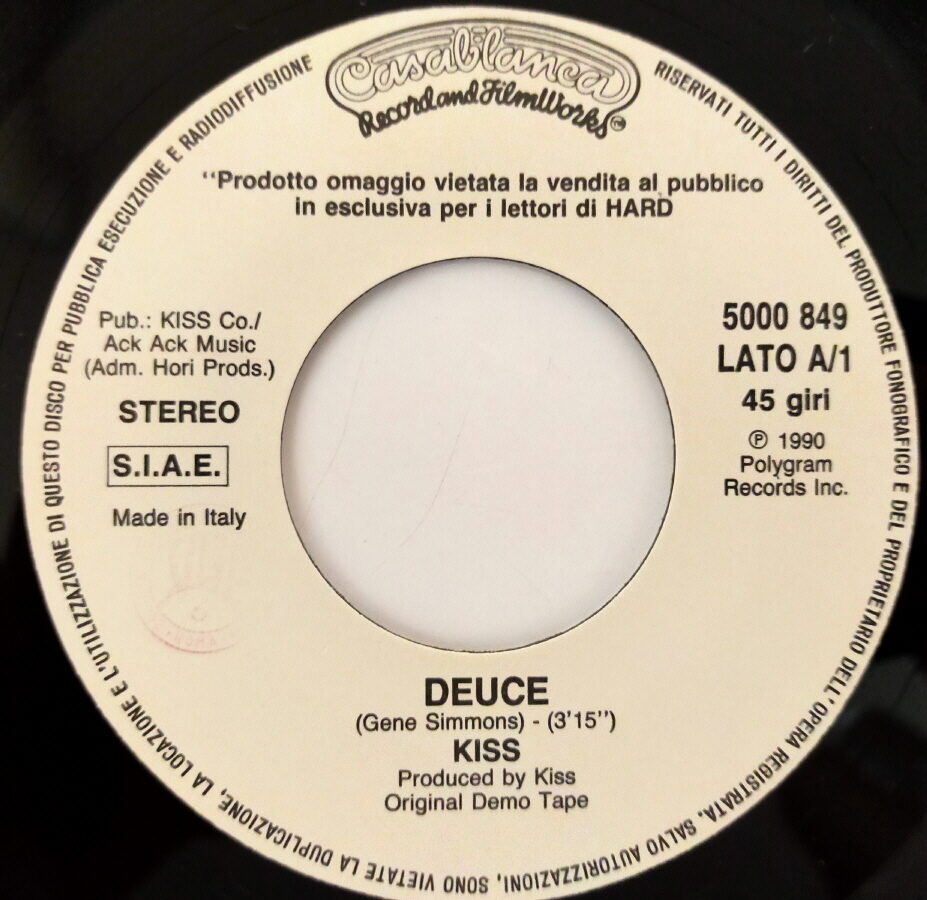 Casablanca
Record and FilmWorks TM
"Prodotto omaggio vietata la vendita al pubblico
in esclusiva per i lettori di HARD
Pub.: KISS Co./
Ack Ack Music
(Adm. Hori Prods.)
STEREO
S.I.A.E.
Made in Italy
5000 849
LATO A/1
45 giri
℗ 1990
Polygram
Records Inc.
DEUCE
(Gene Simmons) - (3'15")
KISS
Produced by Kiss
Original Demo Tape
RISERVATI TUTTI I DIRITTI DEL PRODUTTORE FONOGRAFICO E DEL PROPRIETARIO DELL'OPERA REGISTRATA. SALVO AUTORIZZAZIONI, SONO VIETATE LA DUPLICAZIONE, LA LOCAZIONE E L'UTILIZZAZIONE DI QUESTO DISCO PER PUBBLICA ESECUZIONE E RADIODIFFUSIONE